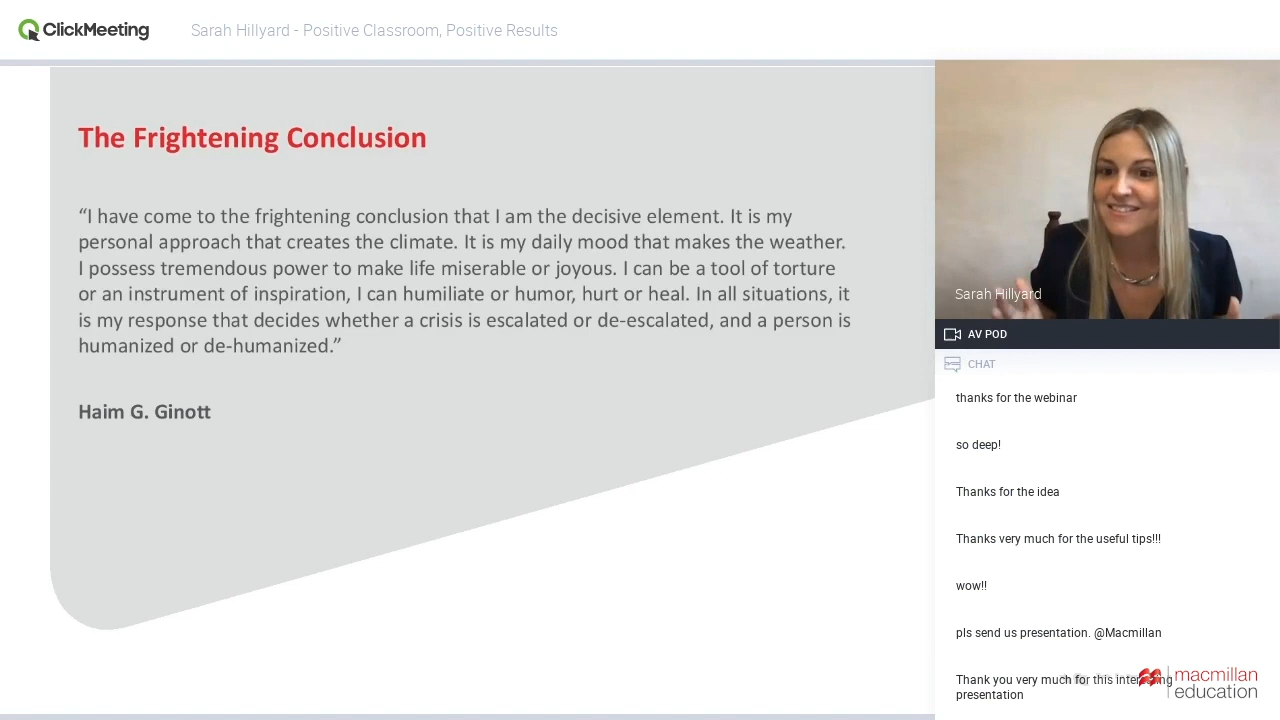 ClickMeeting
Sarah Hillyard - Positive Classroom, Positive Results
The Frightening Conclusion
“I have come to the frightening conclusion that I am the decisive element. It is my
personal approach that creates the climate. It is my daily mood that makes the weather.
I possess tremendous power to make life miserable or joyous. I can be a tool of torture
or an instrument of inspiration, I can humiliate or humor, hurt or heal. In all situations, it
is my response that decides whether a crisis is escalated or de-escalated, and a person is
humanized or de-humanized.”
Haim G. Ginott
Sarah Hillyard
AV POD
CHAT
thanks for the webinar
so deep!
Thanks for the idea
Thanks very much for the useful tips!!!
wow!!
pls send us presentation. @Macmillan
Thank you very much for this interesting
presentation
macmillan
education